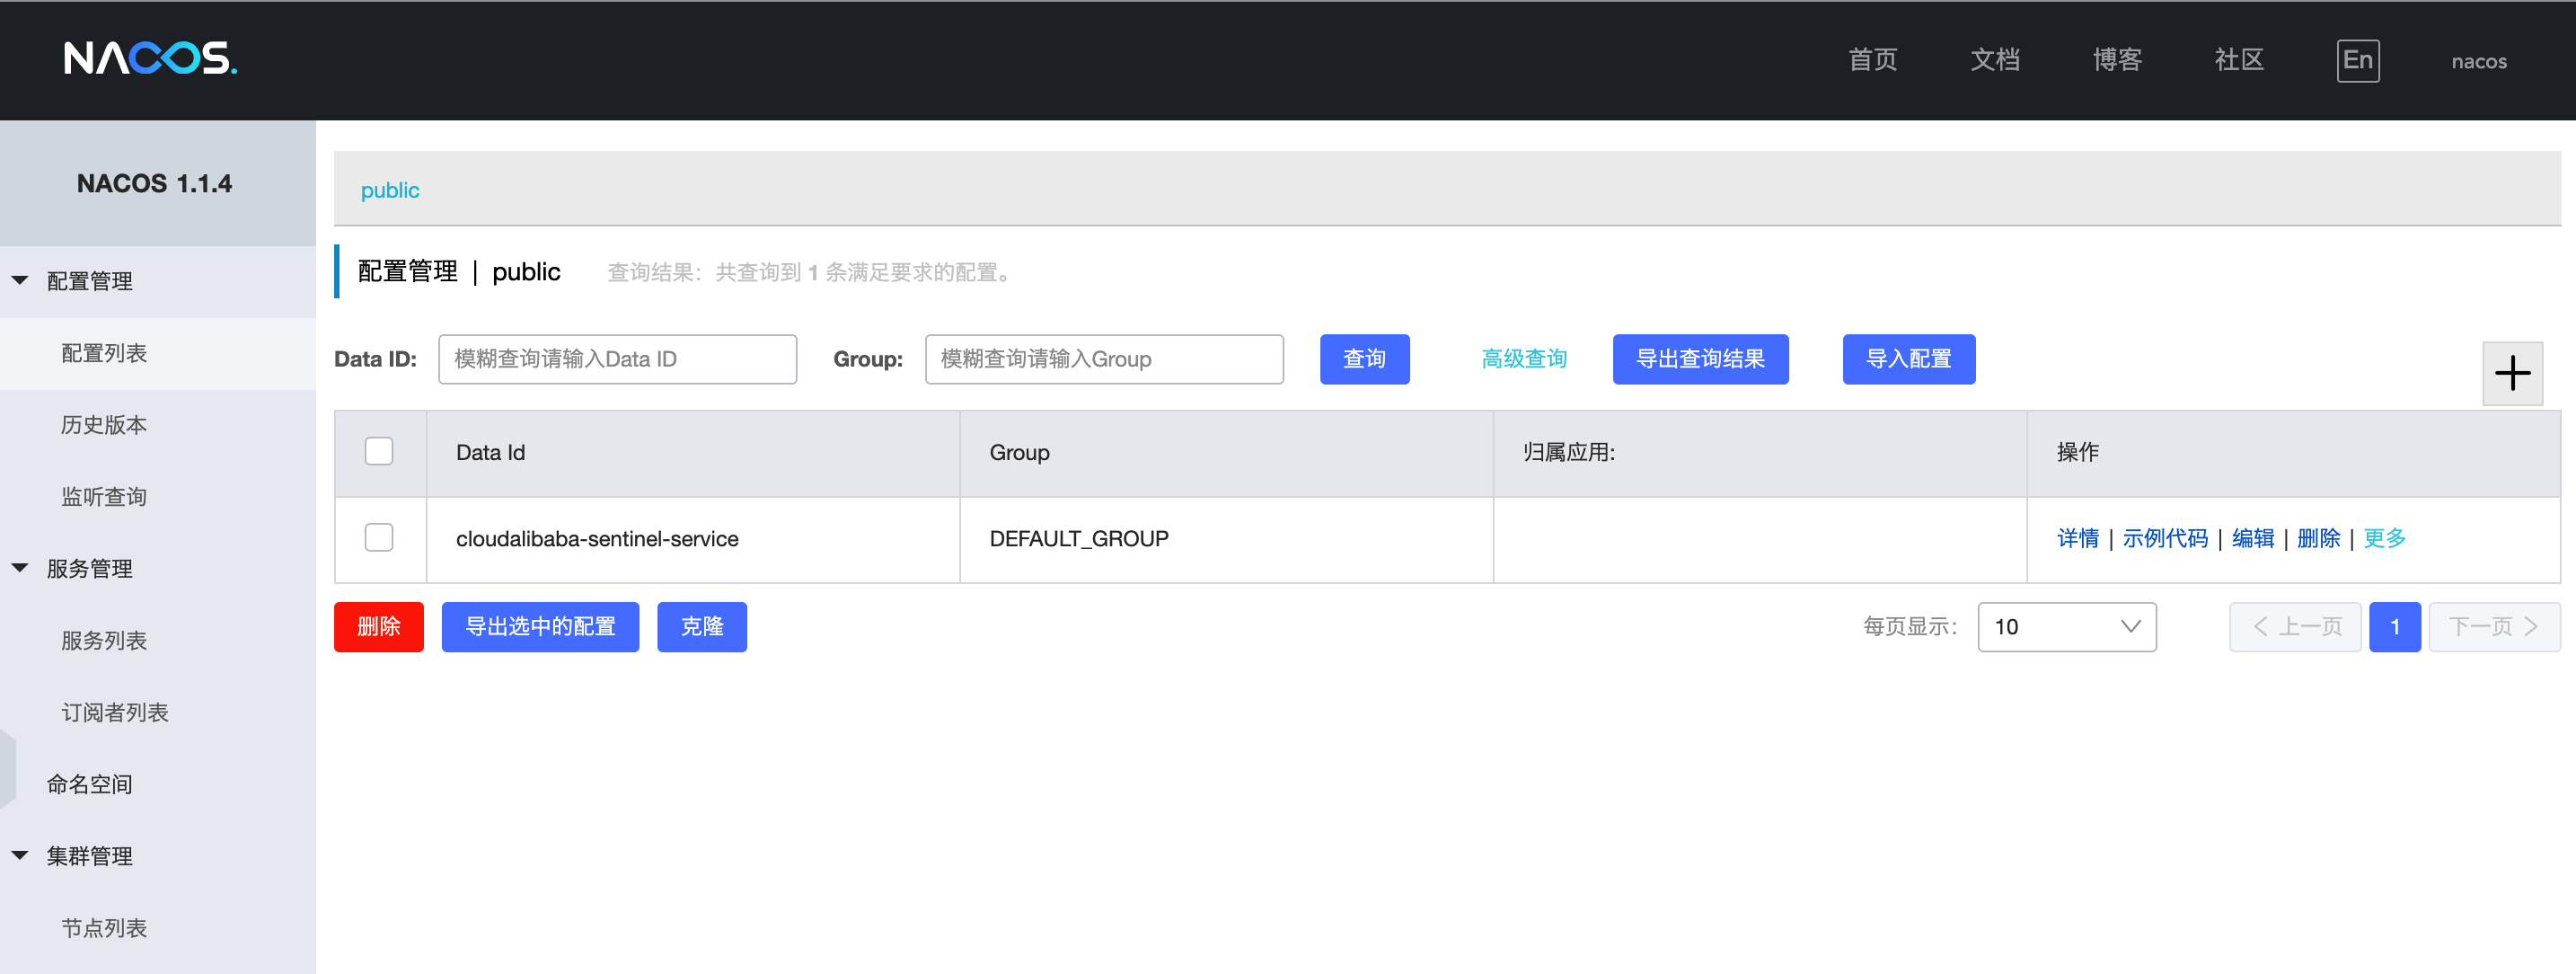 NACOS.
首页 文档 博客 社区 En nacos
NACOS 1.1.4
配置管理
配置列表
历史版本
监听查询
服务管理
服务列表
订阅者列表
命名空间
集群管理
节点列表
public
配置管理 | public 查询结果：共查询到 1 条满足要求的配置。
Data ID: 模糊查询请输入Data ID Group: 模糊查询请输入Group 查询 高级查询 导出查询结果 导入配置
Data Id Group 归属应用: 操作
cloudalibaba-sentinel-service DEFAULT_GROUP 详情 | 示例代码 | 编辑 | 删除 | 更多
删除 导出选中的配置 克隆 每页显示： 10 上一页 1 下一页